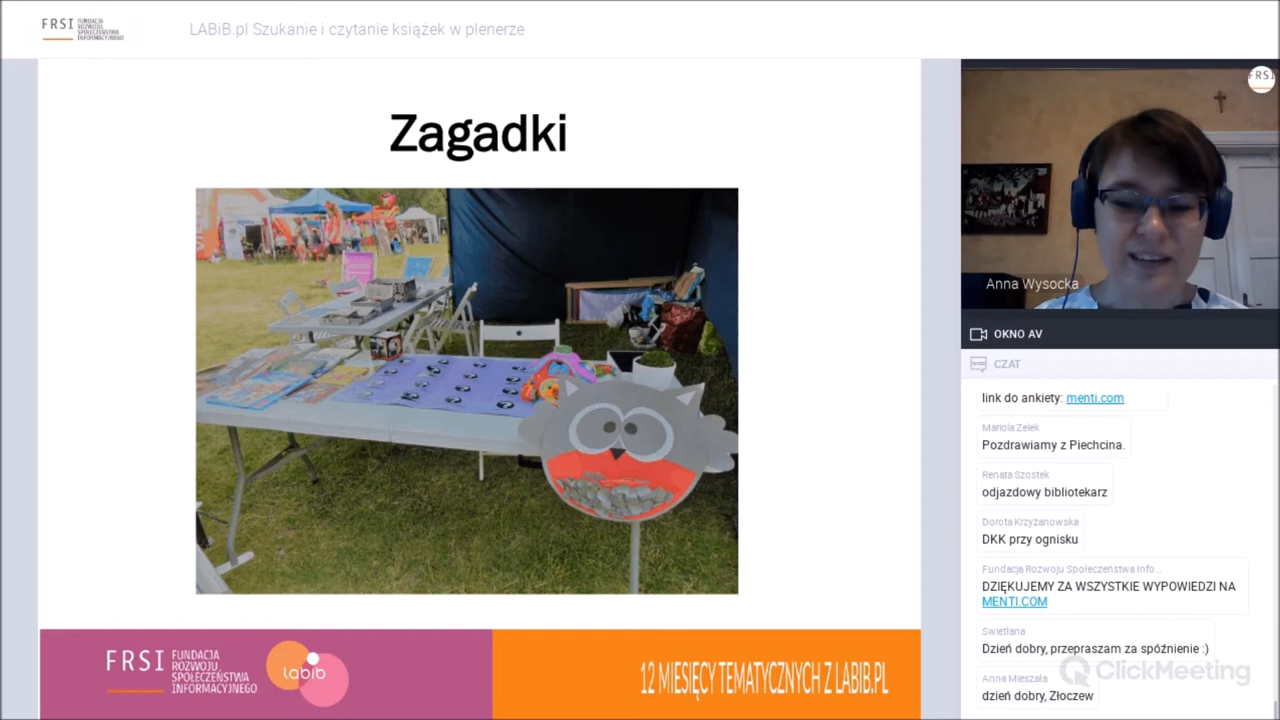 FRSI FUNDACJA
ROZWOJU
SPOŁECZEŃSTWA
INFORMACYJNEGO
LABiB.pl Szukanie i czytanie książek w plenerze
Zagadki
FRSI
Anna Wysocka
OKNO AV
CZAT
link do ankiety: menti.com
Mariola Zelek
Pozdrawiamy z Piechcina.
Renata Szostek
odjazdowy bibliotekarz
Dorota Krzyżanowska
DKK przy ognisku
Fundacja Rozwoju Społeczeństwa Info...
DZIĘKUJEMY ZA WSZYSTKIE WYPOWIEDZI NA
MENTI.COM
Swietlana
Dzień dobry, przepraszam za spóźnienie :)
Anna Mieszała
dzień dobry, Złoczew
ClickMeeting
FRSI FUNDACJA
ROZWOJU
SPOŁECZEŃSTWA
INFORMACYJNEGO
labib
12 MIESIĘCY TEMATYCZNYCH Z LABIB.PL